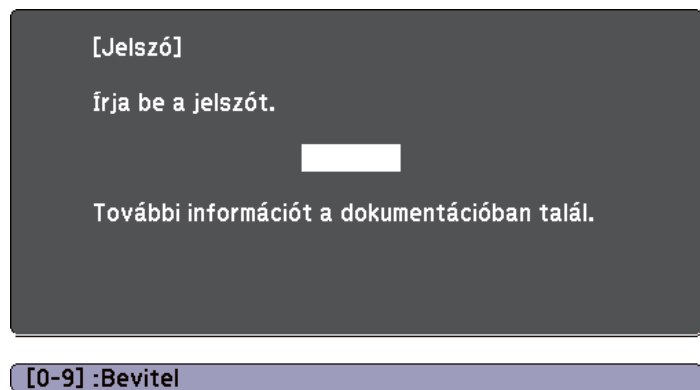 [Jelszó]
Írja be a jelszót.
További információt a dokumentációban talál.
[0-9] :Bevitel